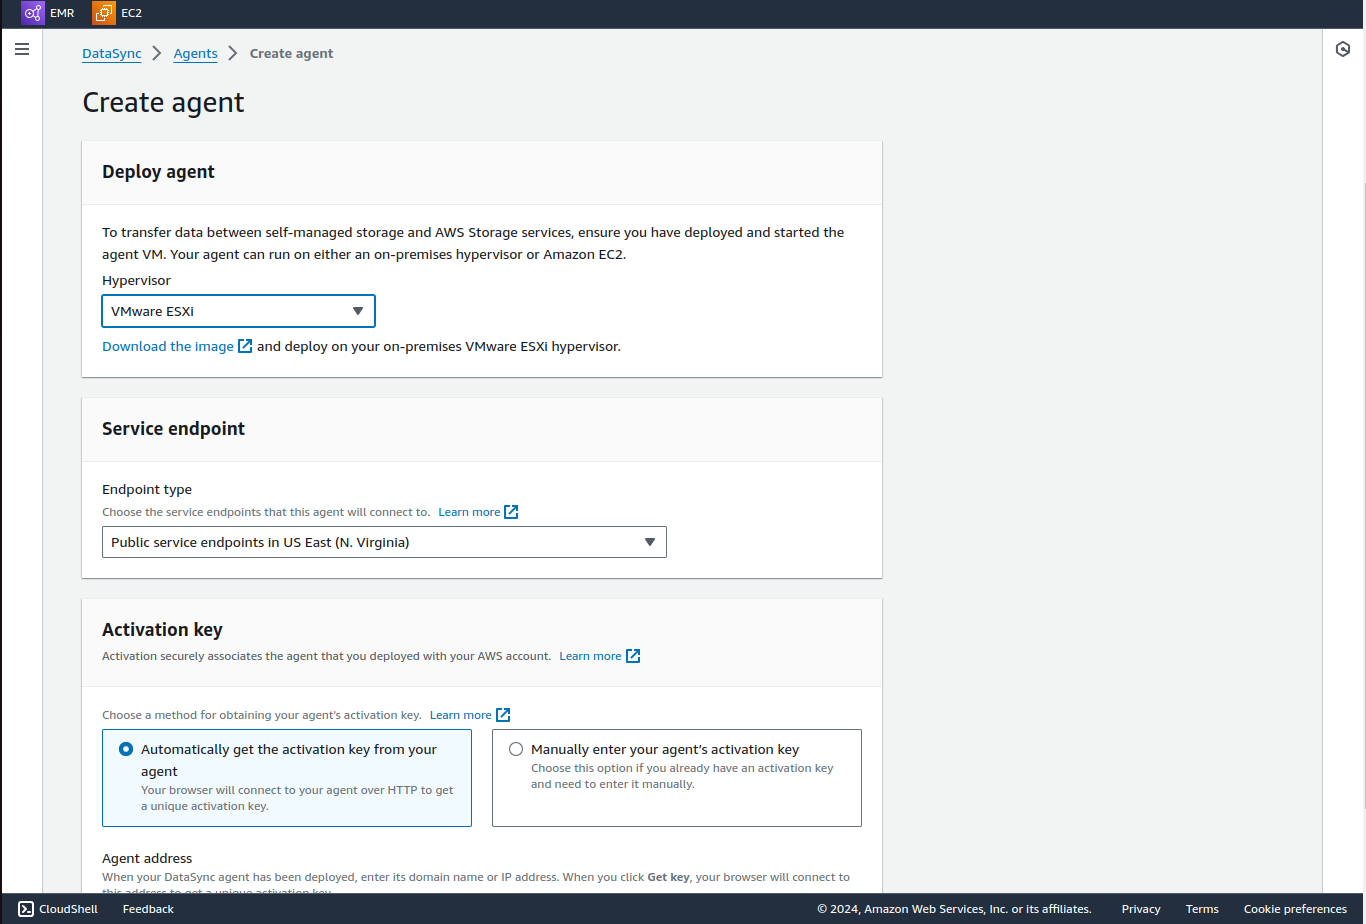 EMR EC2
DataSync Agents Create agent
Create agent
Deploy agent
To transfer data between self-managed storage and AWS Storage services, ensure you have deployed and started the
agent VM. Your agent can run on either an on-premises hypervisor or Amazon EC2.
Hypervisor
VMware ESXi
Download the image and deploy on your on-premises VMware ESXi hypervisor.
Service endpoint
Endpoint type
Choose the service endpoints that this agent will connect to. Learn more
Public service endpoints in US East (N. Virginia)
Activation key
Activation securely associates the agent that you deployed with your AWS account. Learn more
Choose a method for obtaining your agent's activation key. Learn more
Automatically get the activation key from your
agent
Your browser will connect to your agent over HTTP to get
a unique activation key.
Manually enter your agent's activation key
Choose this option if you already have an activation key
and need to enter it manually.
Agent address
When your DataSync agent has been deployed, enter its domain name or IP address. When you click Get key, your browser will connect to
this address to get a unique activation key.
CloudShell Feedback © 2024, Amazon Web Services, Inc. or its affiliates. Privacy Terms Cookie preferences